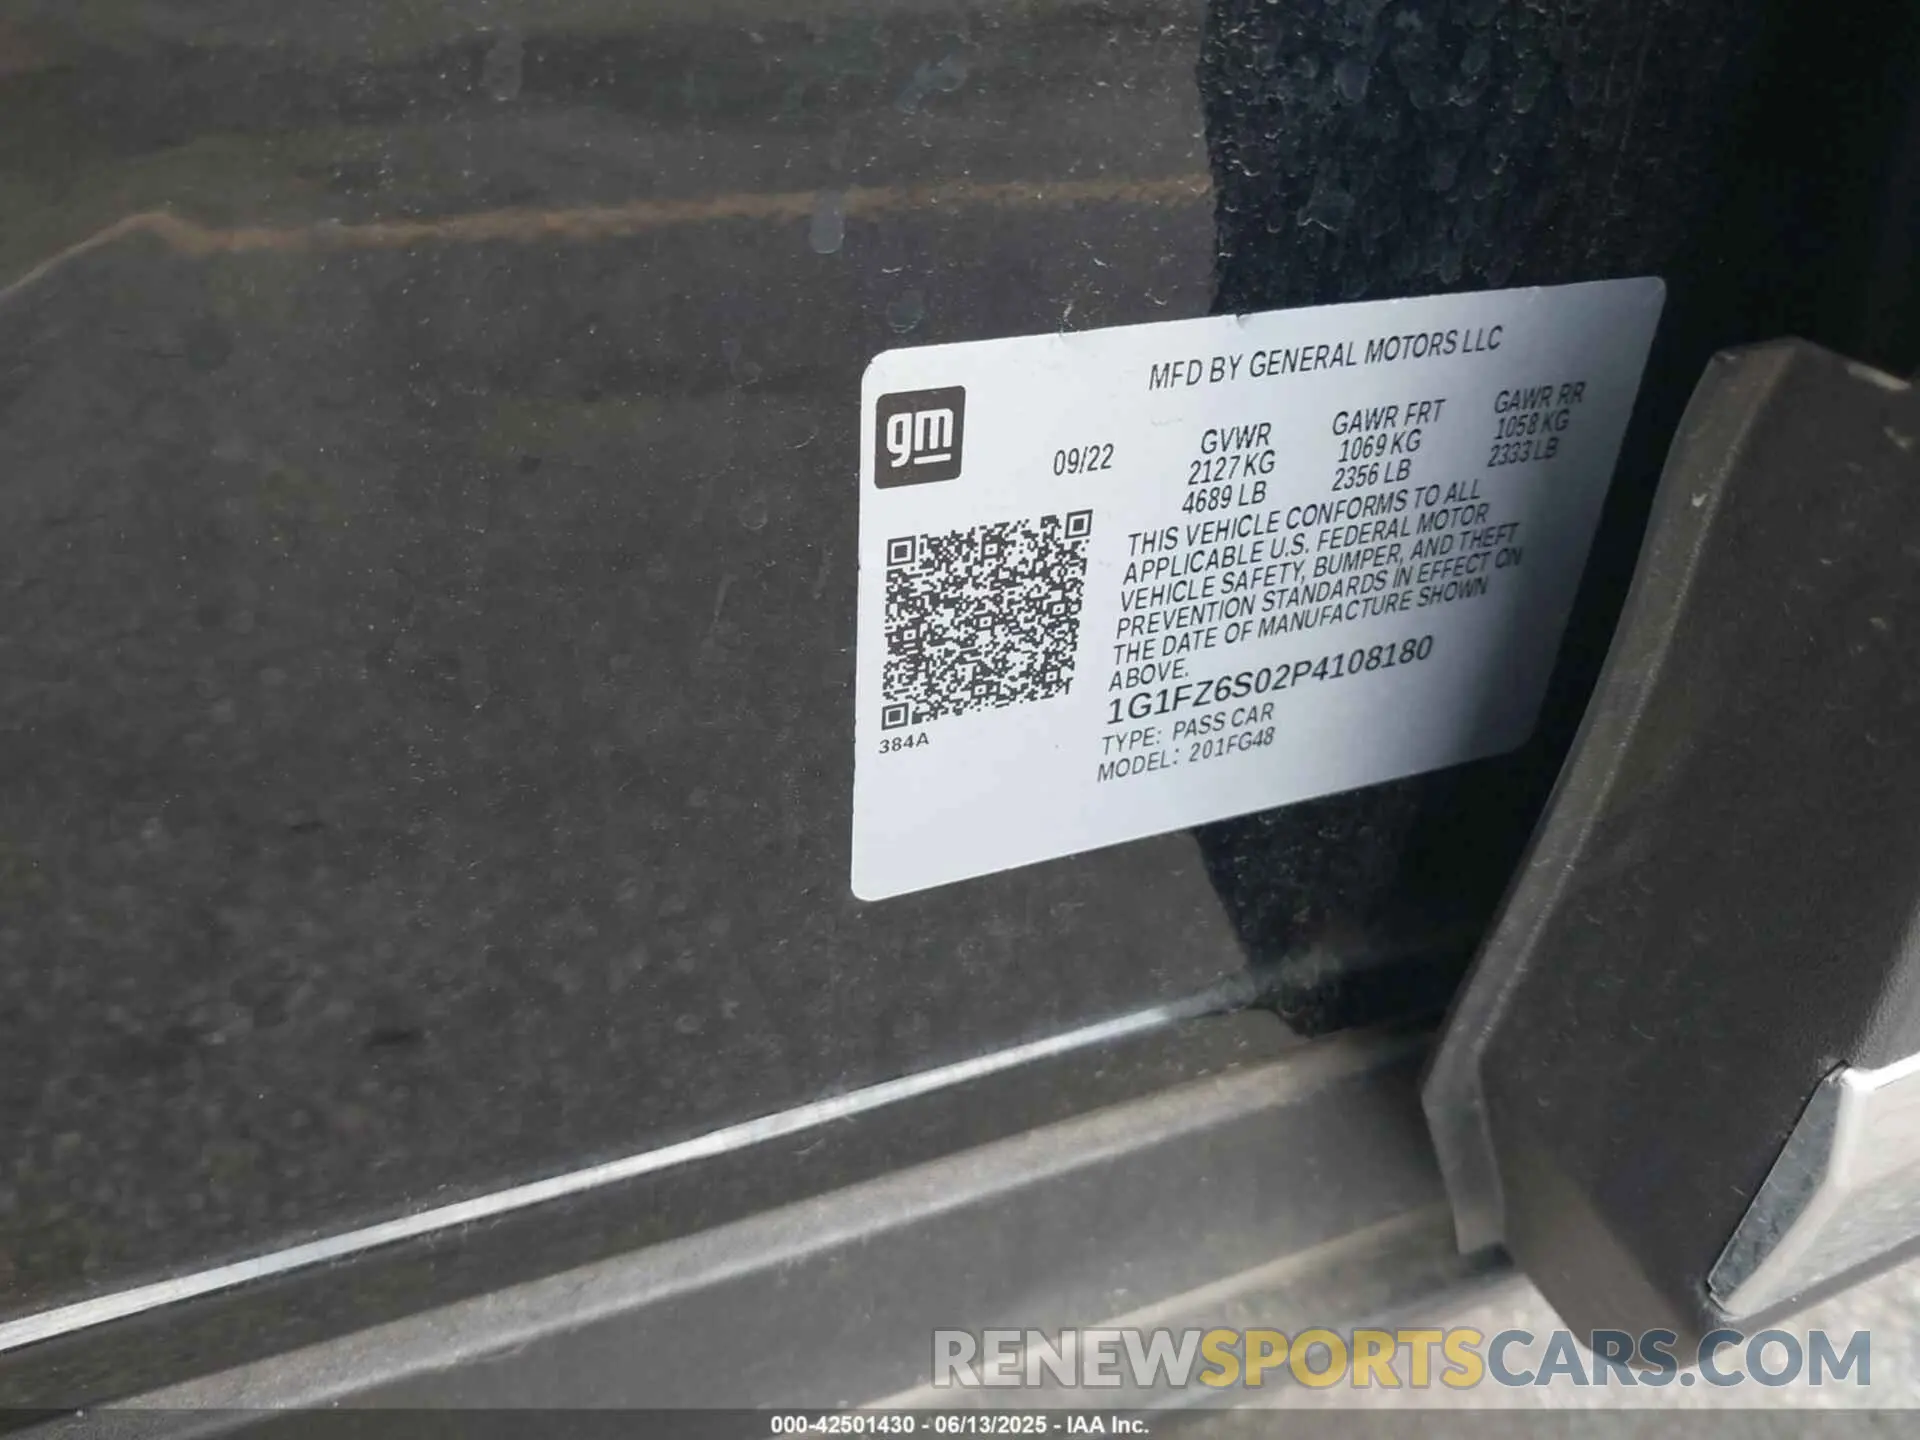 MFD BY GENERAL MOTORS LLC
gm
09/22
GVWR
2127 KG
4689 LB
GAWR FRT
1069 KG
2356 LB
GAWR RR
1058 KG
2333 LB
THIS VEHICLE CONFORMS TO ALL
APPLICABLE U.S. FEDERAL MOTOR
VEHICLE SAFETY, BUMPER, AND THEFT
PREVENTION STANDARDS IN EFFECT ON
THE DATE OF MANUFACTURE SHOWN
ABOVE.
1G1FZ6S02P4108180
TYPE: PASS CAR
MODEL: 201FG48
384A
RENEWSPORTSCARS.COM
000-42501430 - 06/13/2025 - IAA Inc.